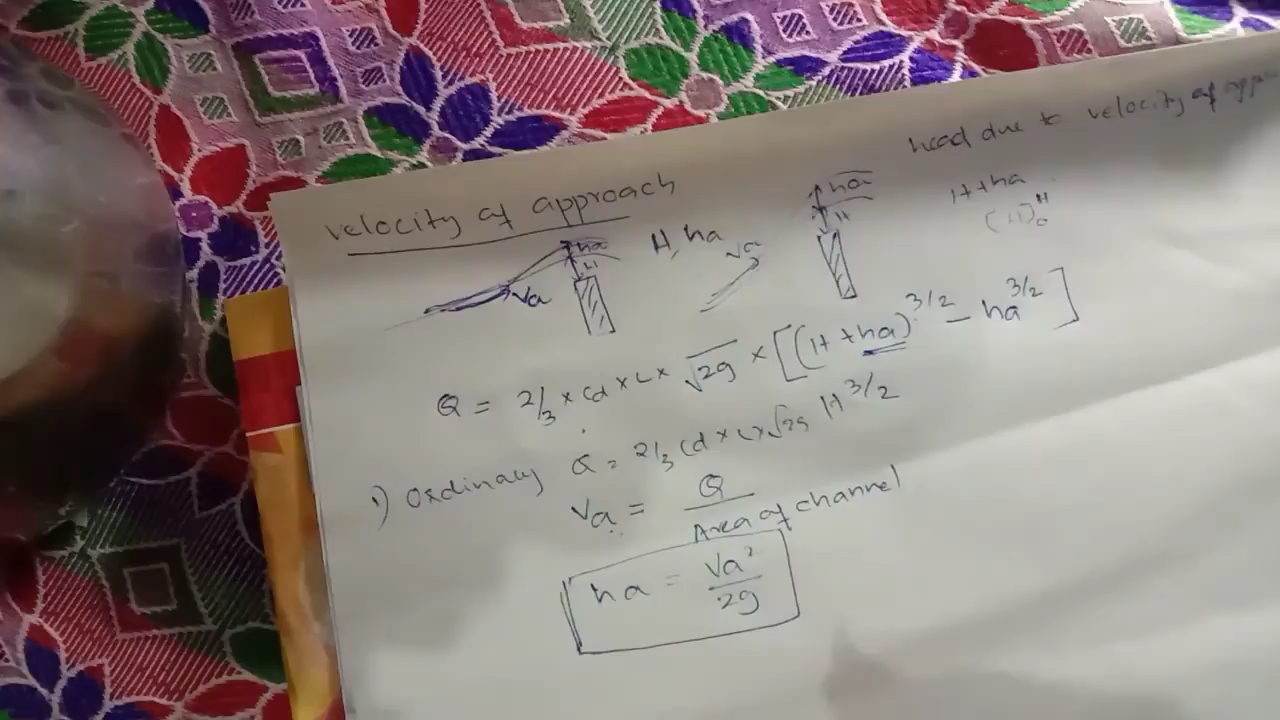 head due to velocity of
velocity of approach
ha
H
Va
H, ha
Va
ha
H
H + ha
Q = 2/3 × Cd × L × √2g × [(H + ha)^3/2 − ha^3/2]
1) Ordinary Q = 2/3 Cd × L × √2g H^3/2
Va = Q / Area of channel
ha = Va² / 2g